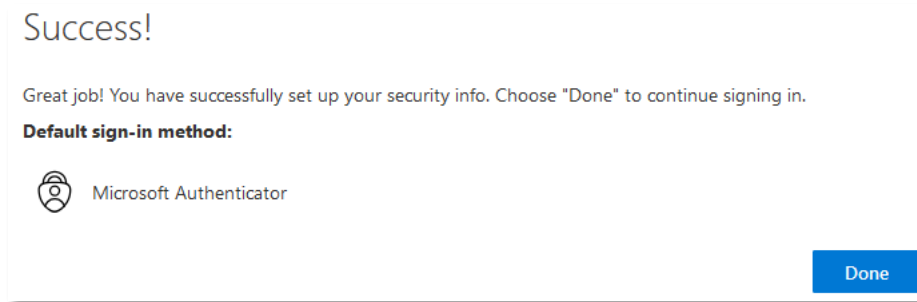 Success!
Great job! You have successfully set up your security info. Choose "Done" to continue signing in.
Default sign-in method:
Microsoft Authenticator
Done